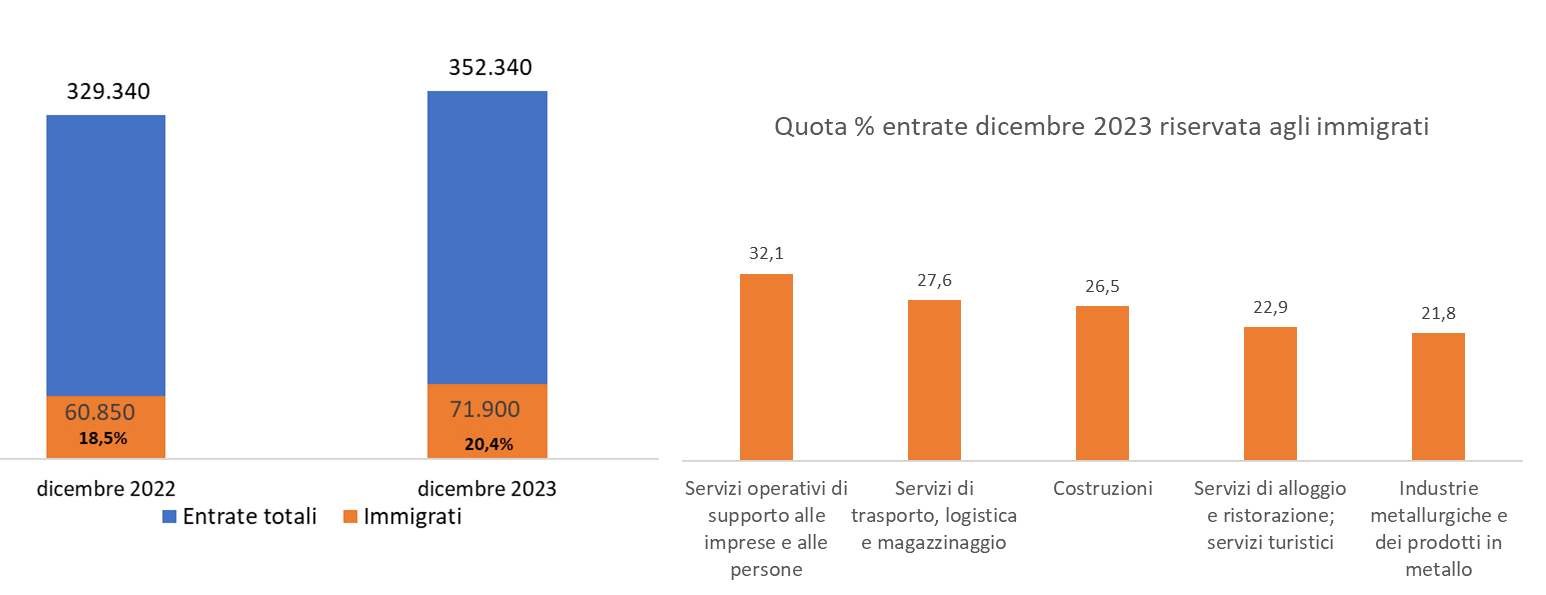 329.340
352.340
60.850
18,5%
71.900
20,4%
dicembre 2022
dicembre 2023
Entrate totali
Immigrati
Quota % entrate dicembre 2023 riservata agli immigrati
32,1
27,6
26,5
22,9
21,8
Servizi operativi di
supporto alle
imprese e alle
persone
Servizi di
trasporto, logistica
e magazzinaggio
Costruzioni
Servizi di alloggio
e ristorazione;
servizi turistici
Industrie
metallurgiche e
dei prodotti in
metallo